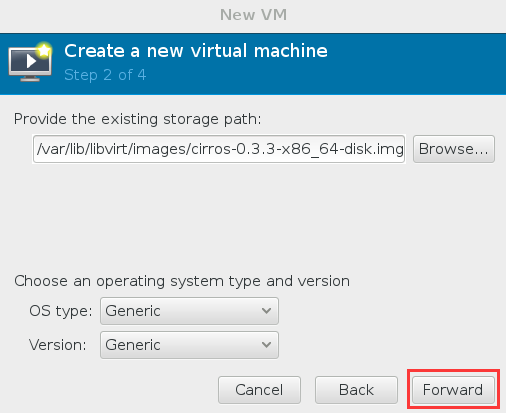 New VM
Create a new virtual machine
Step 2 of 4
Provide the existing storage path:
/var/lib/libvirt/images/cirros-0.3.3-x86_64-disk.img Browse...
Choose an operating system type and version
OS type: Generic
Version: Generic
Cancel Back Forward